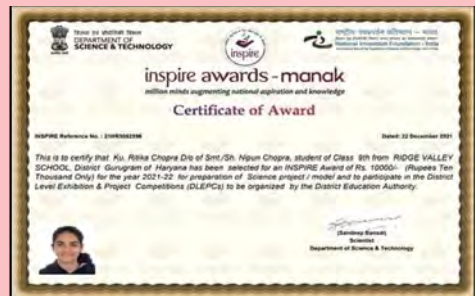 DEPARTMENT OF
SCIENCE & TECHNOLOGY
inspire
National Innovation Foundation - India
inspire awards - manak
million minds augmenting national aspiration and knowledge
Certificate of Award
INSPIRE Reference No. :
Dated: 22 December 2021
This is to certify that Ku. Ritika Chopra D/o of Smt./Sh. Nipun Chopra, student of Class 9th from RIDGE VALLEY
SCHOOL, District Gurugram of Haryana has been selected for an INSPIRE Award of Rs. 10000/- (Rupees Ten
Thousand Only) for the year 2021-22 for preparation of Science project / model and to participate in the District
Level Exhibition & Project Competitions (DLEPCs) to be organized by the District Education Authority.
(Sandeep Bansal)
Scientist
Department of Science & Technology